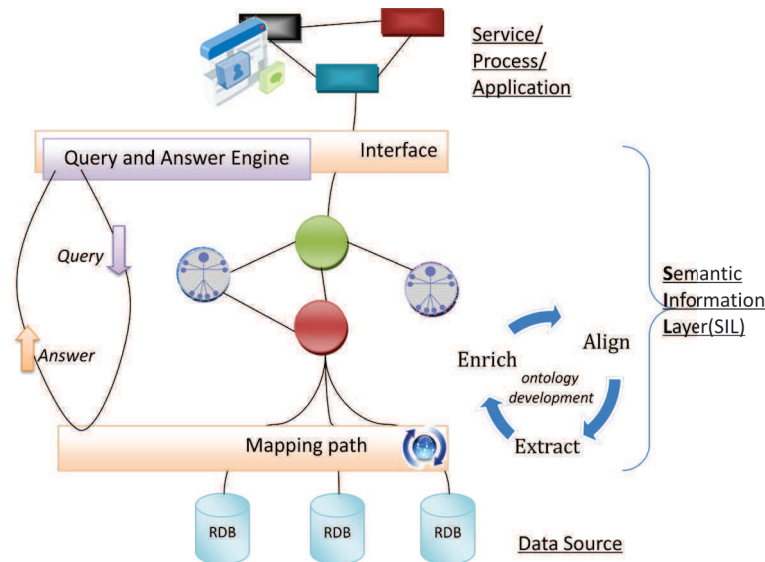 Service/
Process/
Application
Query and Answer Engine
Interface
Query
Answer
Semantic
Information
Layer(SIL)
Enrich
Align
ontology
development
Extract
Mapping path
RDB
RDB
RDB
Data Source